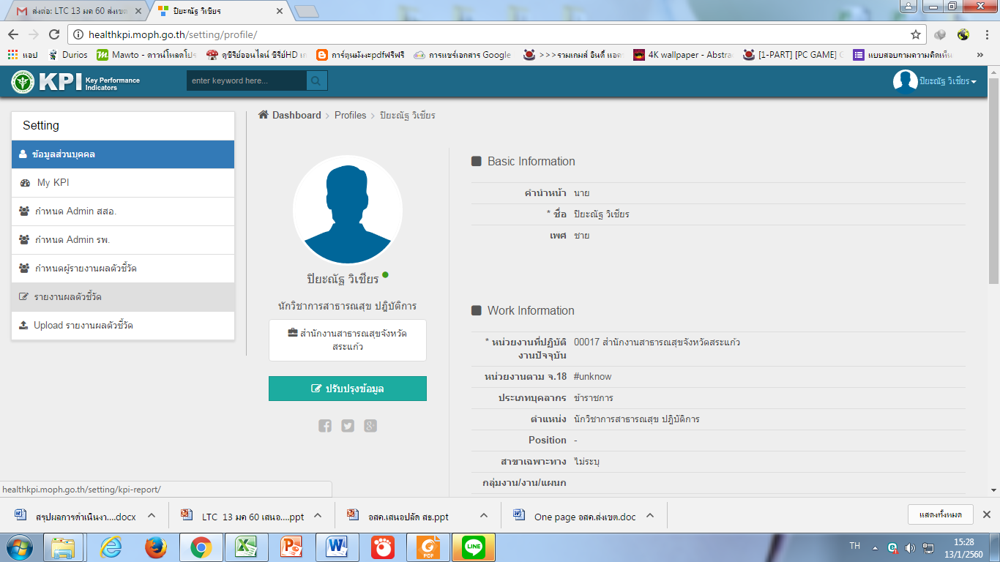 ส่งต่อ: LTC 13 มค 60 ส่งเขต
ปิยะณัฐ วิเชียร
healthkpi.moph.go.th/setting/profile/
แอป
Durios
Mawto - ดาวน์โหลดโปร
ดูซีรีย์ออนไลน์ ซีรีย์HD เก
การ์ตูนมังงะpdfฟรีฟรี
การแชร์เอกสาร Google
>>>รวมเกมส์ อินดี้ แอด
4K wallpaper - Abstra
[1-PART] [PC GAME]
แบบสอบถามความคิดเห็น
»
KPI Key Performance
Indicators
enter keyword here...
ปิยะณัฐ วิเชียร
Dashboard > Profiles > ปิยะณัฐ วิเชียร
Setting
ข้อมูลส่วนบุคคล
My KPI
กำหนด Admin สสอ.
กำหนด Admin รพ.
กำหนดผู้รายงานผลตัวชี้วัด
รายงานผลตัวชี้วัด
Upload รายงานผลตัวชี้วัด
ปิยะณัฐ วิเชียร
นักวิชาการสาธารณสุข ปฏิบัติการ
สำนักงานสาธารณสุขจังหวัด
สระแก้ว
ปรับปรุงข้อมูล
Basic Information
คำนำหน้า นาย
* ชื่อ ปิยะณัฐ วิเชียร
เพศ ชาย
Work Information
* หน่วยงานที่ปฏิบัติ 00017 สำนักงานสาธารณสุขจังหวัดสระแก้ว
งานปัจจุบัน
หน่วยงานตาม จ.18 #unknow
ประเภทบุคลากร ข้าราชการ
ตำแหน่ง นักวิชาการสาธารณสุข ปฏิบัติการ
Position -
สาขาเฉพาะทาง ไม่ระบุ
กลุ่มงาน/งาน/แผนก
healthkpi.moph.go.th/setting/kpi-report/
สรุปผลการดำเนินงา....docx
LTC 13 มค 60 เสนอ....ppt
อสค.เสนอปลัด สธ.ppt
One page อสค.ส่งเขต.doc
แสดงทั้งหมด
PDF
LINE
TH
15:28
13/1/2560